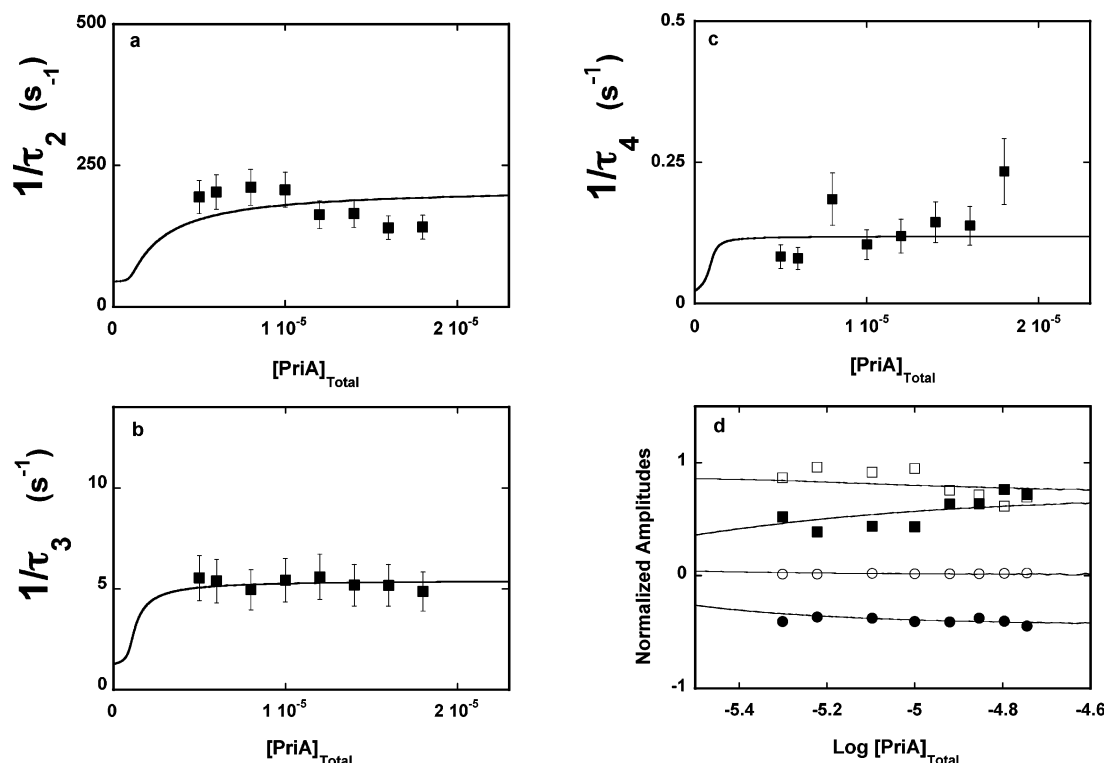 a
1/τ2 (s-1)
500
250
0
0
1 10-5
2 10-5
[PriA]Total
c
1/τ4 (s-1)
0.5
0.25
0
0
1 10-5
2 10-5
[PriA]Total
b
1/τ3 (s-1)
10
5
0
0
1 10-5
2 10-5
[PriA]Total
d
Normalized Amplitudes
1
0
-1
-5.4
-5.2
-5
-4.8
-4.6
Log [PriA]Total